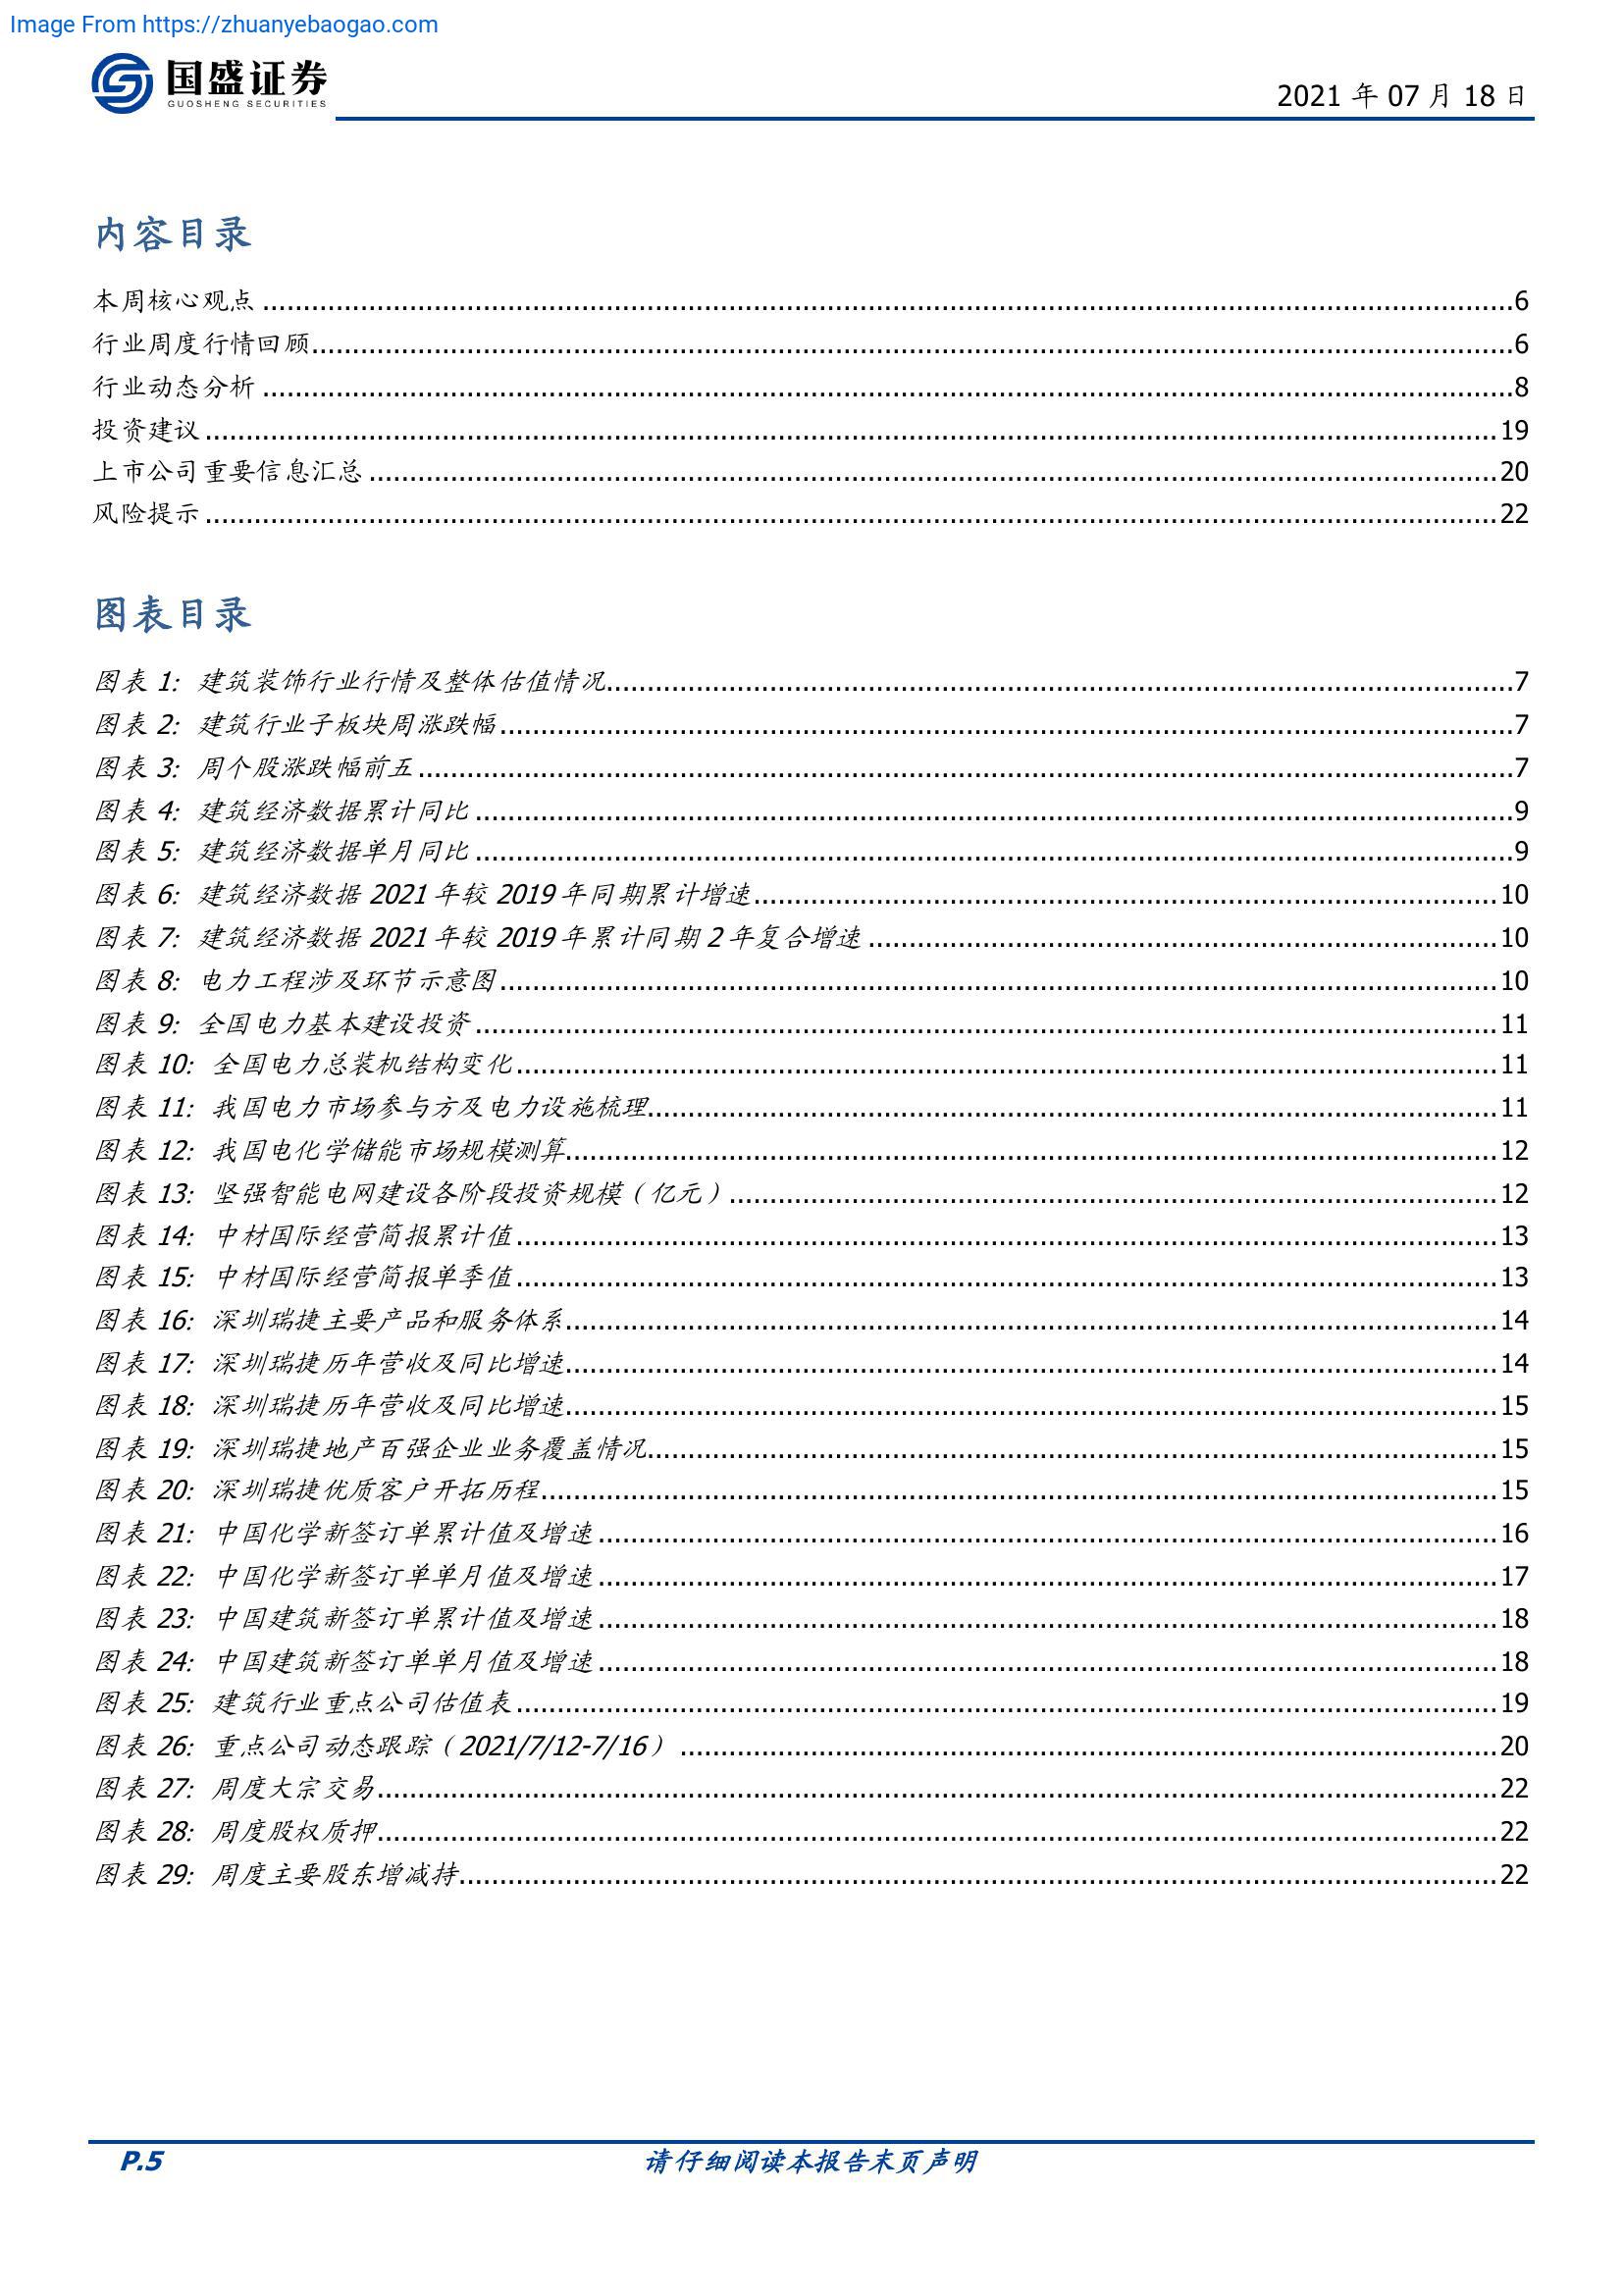 Image From https://zhuanyebaogao.com
国盛证券
GUOSHENG SECURITIES
2021 年 07 月 18 日
内容目录
本周核心观点 ........ 6
行业周度行情回顾 ........ 6
行业动态分析 ........ 8
投资建议 ........ 19
上市公司重要信息汇总 ........ 20
风险提示 ........ 22
图表目录
图表 1: 建筑装饰行业行情及整体估值情况 ........ 7
图表 2: 建筑行业子板块周涨跌幅 ........ 7
图表 3: 周个股涨跌幅前五 ........ 7
图表 4: 建筑经济数据累计同比 ........ 9
图表 5: 建筑经济数据单月同比 ........ 9
图表 6: 建筑经济数据 2021 年较 2019 年同期累计增速 ........ 10
图表 7: 建筑经济数据 2021 年较 2019 年累计同期 2 年复合增速 ........ 10
图表 8: 电力工程涉及环节示意图 ........ 10
图表 9: 全国电力基本建设投资 ........ 11
图表 10: 全国电力总装机结构变化 ........ 11
图表 11: 我国电力市场参与方及电力设施梳理 ........ 11
图表 12: 我国电化学储能市场规模测算 ........ 12
图表 13: 坚强智能电网建设各阶段投资规模（亿元） ........ 12
图表 14: 中材国际经营简报累计值 ........ 13
图表 15: 中材国际经营简报单季值 ........ 13
图表 16: 深圳瑞捷主要产品和服务体系 ........ 14
图表 17: 深圳瑞捷历年营收及同比增速 ........ 14
图表 18: 深圳瑞捷历年营收及同比增速 ........ 15
图表 19: 深圳瑞捷地产百强企业业务覆盖情况 ........ 15
图表 20: 深圳瑞捷优质客户开拓历程 ........ 15
图表 21: 中国化学新签订单累计值及增速 ........ 16
图表 22: 中国化学新签订单单月值及增速 ........ 17
图表 23: 中国建筑新签订单累计值及增速 ........ 18
图表 24: 中国建筑新签订单单月值及增速 ........ 18
图表 25: 建筑行业重点公司估值表 ........ 19
图表 26: 重点公司动态跟踪（2021/7/12-7/16） ........ 20
图表 27: 周度大宗交易 ........ 22
图表 28: 周度股权质押 ........ 22
图表 29: 周度主要股东增减持 ........ 22
P.5
请仔细阅读本报告末页声明